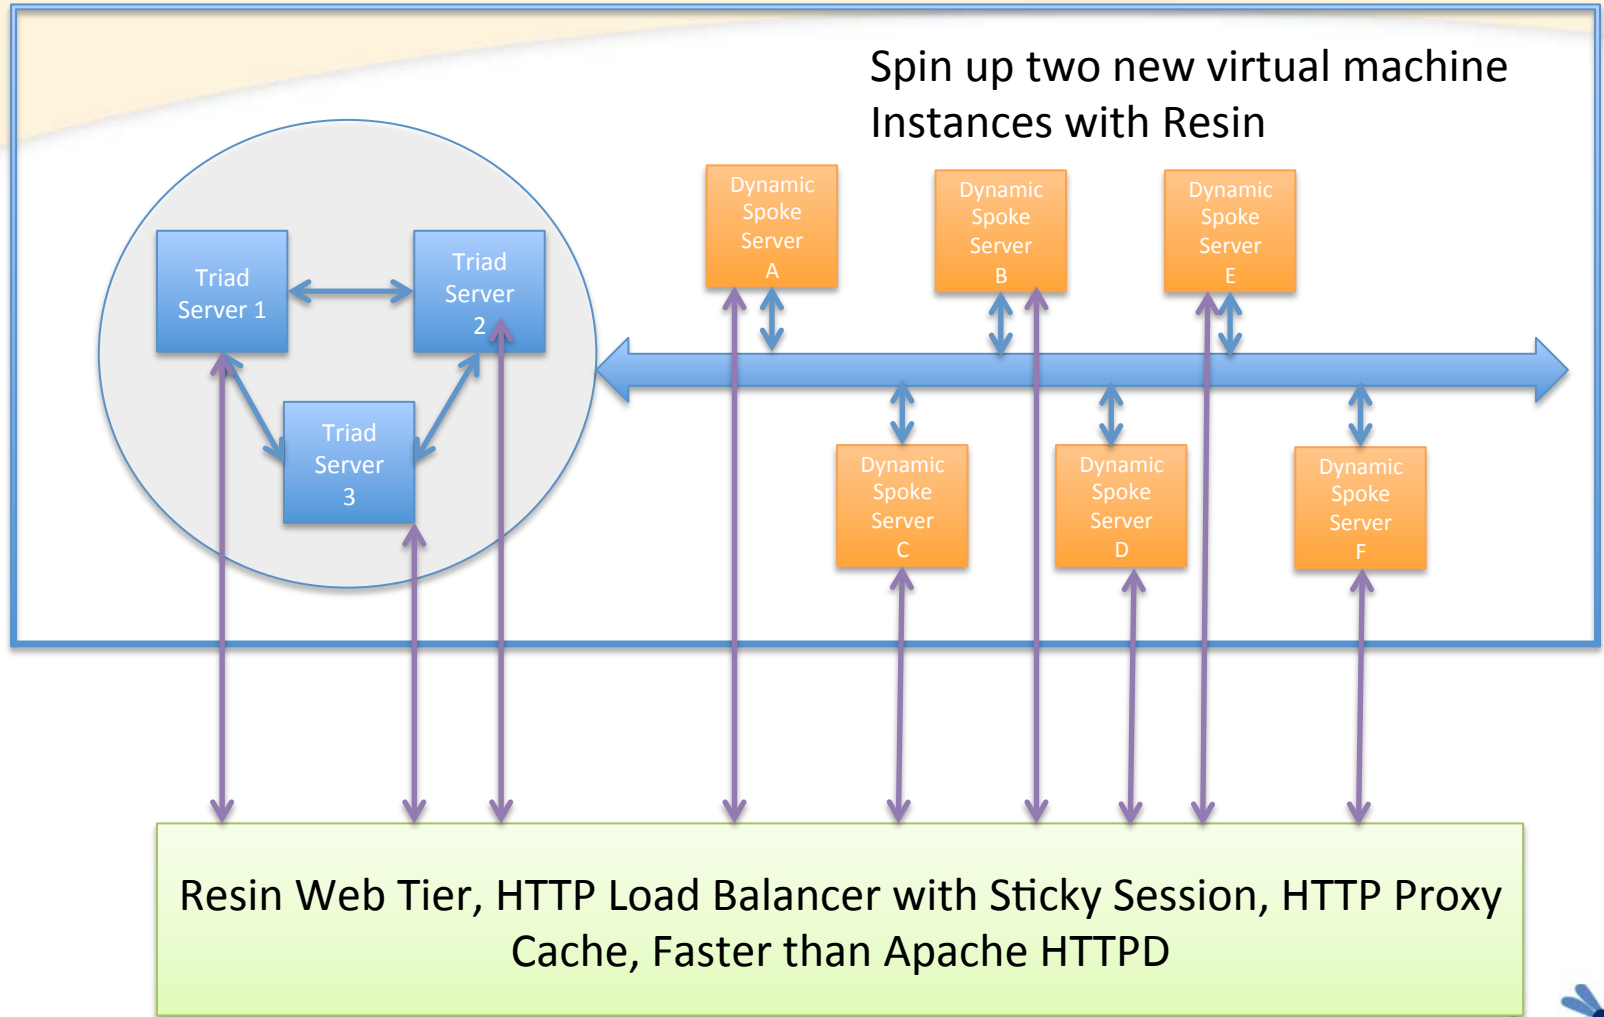 Spin up two new virtual machine
Instances with Resin
Dynamic
Spoke
Server
A
Dynamic
Spoke
Server
B
Dynamic
Spoke
Server
E
Triad
Server 1
Triad
Server
2
Triad
Server
3
Dynamic
Spoke
Server
C
Dynamic
Spoke
Server
D
Dynamic
Spoke
Server
F
Resin Web Tier, HTTP Load Balancer with Sticky Session, HTTP Proxy
Cache, Faster than Apache HTTPD